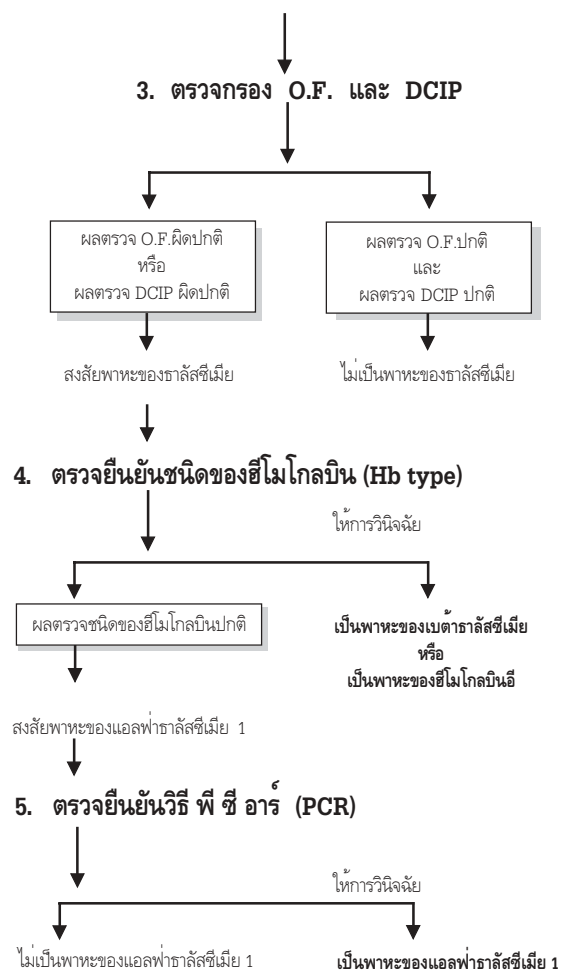 3. ตรวจกรอง O.F. และ DCIP
ผลตรวจ O.F.ผิดปกติ
หรือ
ผลตรวจ DCIP ผิดปกติ
ผลตรวจ O.F.ปกติ
และ
ผลตรวจ DCIP ปกติ
สงสัยพาหะของธาลัสซีเมีย
ไม่เป็นพาหะของธาลัสซีเมีย
4. ตรวจยืนยันชนิดของฮีโมโกลบิน (Hb type)
ให้การวินิจฉัย
ผลตรวจชนิดของฮีโมโกลบินปกติ
เป็นพาหะของเบต้าธาลัสซีเมีย
หรือ
เป็นพาหะของฮีโมโกลบินอี
สงสัยพาหะของแอลฟ่าธาลัสซีเมีย 1
5. ตรวจยืนยันวิธี พี ซี อาร์ (PCR)
ให้การวินิจฉัย
ไม่เป็นพาหะของแอลฟ่าธาลัสซีเมีย 1
เป็นพาหะของแอลฟ่าธาลัสซีเมีย 1